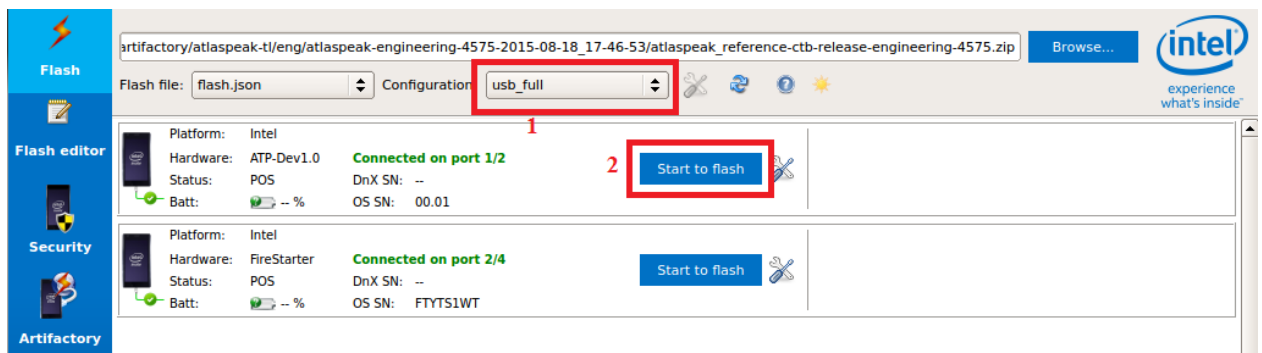 Flash
Flash editor
Security
Artifactory
artifactory/atlaspeak-tl/eng/atlaspeak-engineering-4575-2015-08-18_17-46-53/atlaspeak_reference-ctb-release-engineering-4575.zip
Browse...
intel
experience
what's inside™
Flash file: flash.json Configuration usb_full
1
Platform: Intel
Hardware: ATP-Dev1.0 Connected on port 1/2
Status: POS DnX SN: --
Batt: -- % OS SN: 00.01
2
Start to flash
Platform: Intel
Hardware: FireStarter Connected on port 2/4
Status: POS DnX SN: --
Batt: -- % OS SN: FTYTS1WT
Start to flash